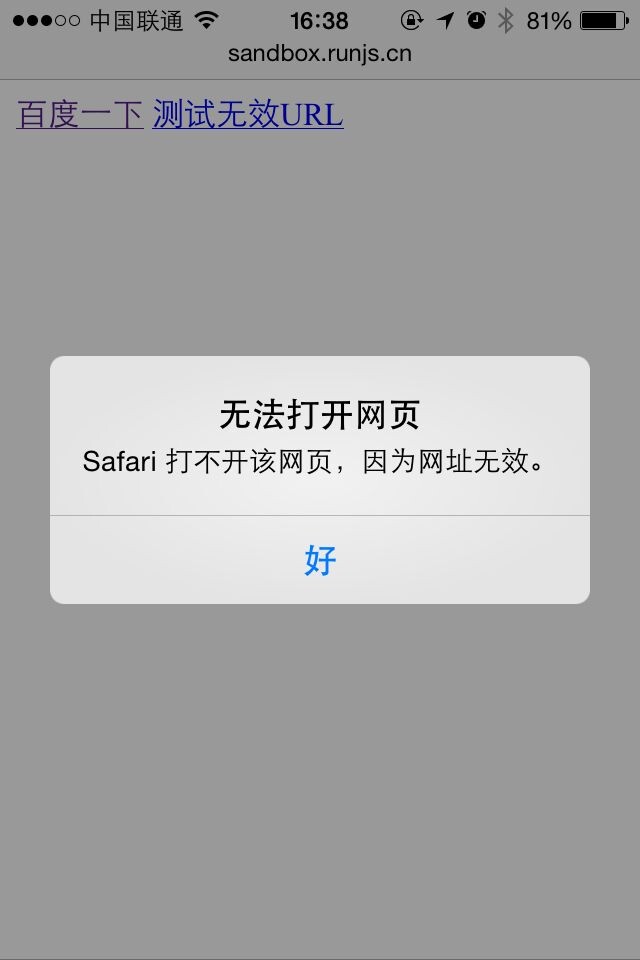 中国联通 16:38 81%
sandbox.runjs.cn
百度一下 测试无效URL
无法打开网页
Safari 打不开该网页，因为网址无效。
好